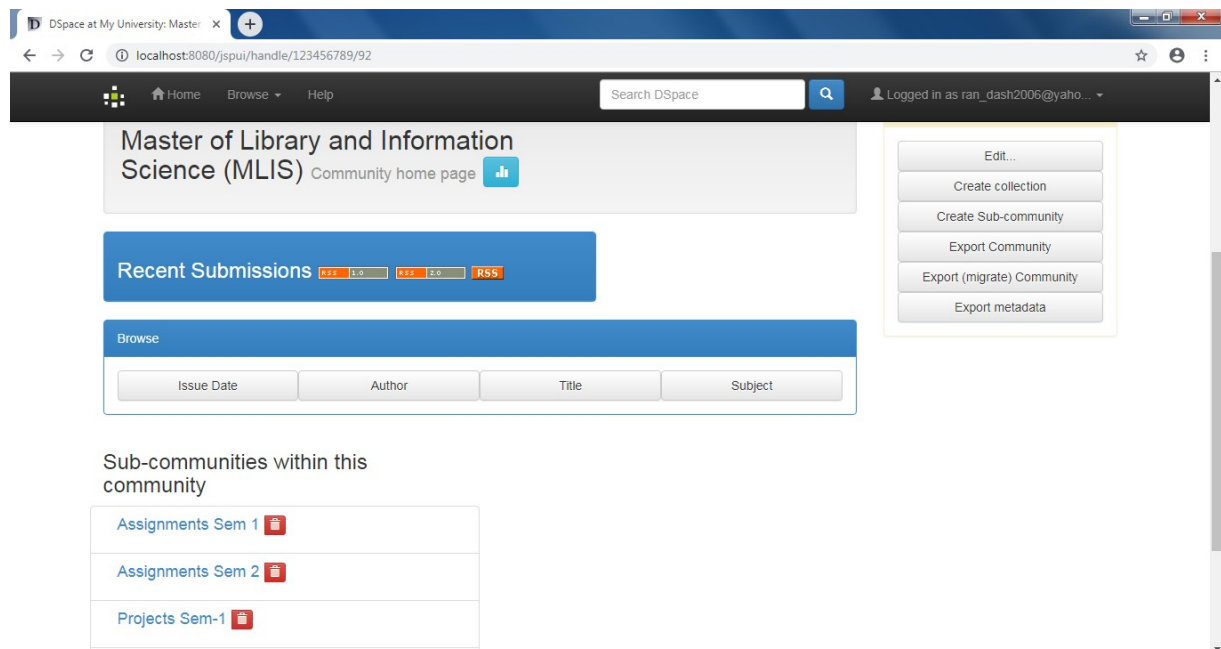 DSpace at My University: Master
localhost:8080/jspui/handle/123456789/92
Home Browse Help Search DSpace Logged in as ran_dash2006@yaho...
Master of Library and Information
Science (MLIS) Community home page
Edit...
Create collection
Create Sub-community
Export Community
Export (migrate) Community
Export metadata
Recent Submissions RSS 1.0 RSS 2.0 RSS
Browse
Issue Date Author Title Subject
Sub-communities within this
community
Assignments Sem 1
Assignments Sem 2
Projects Sem-1